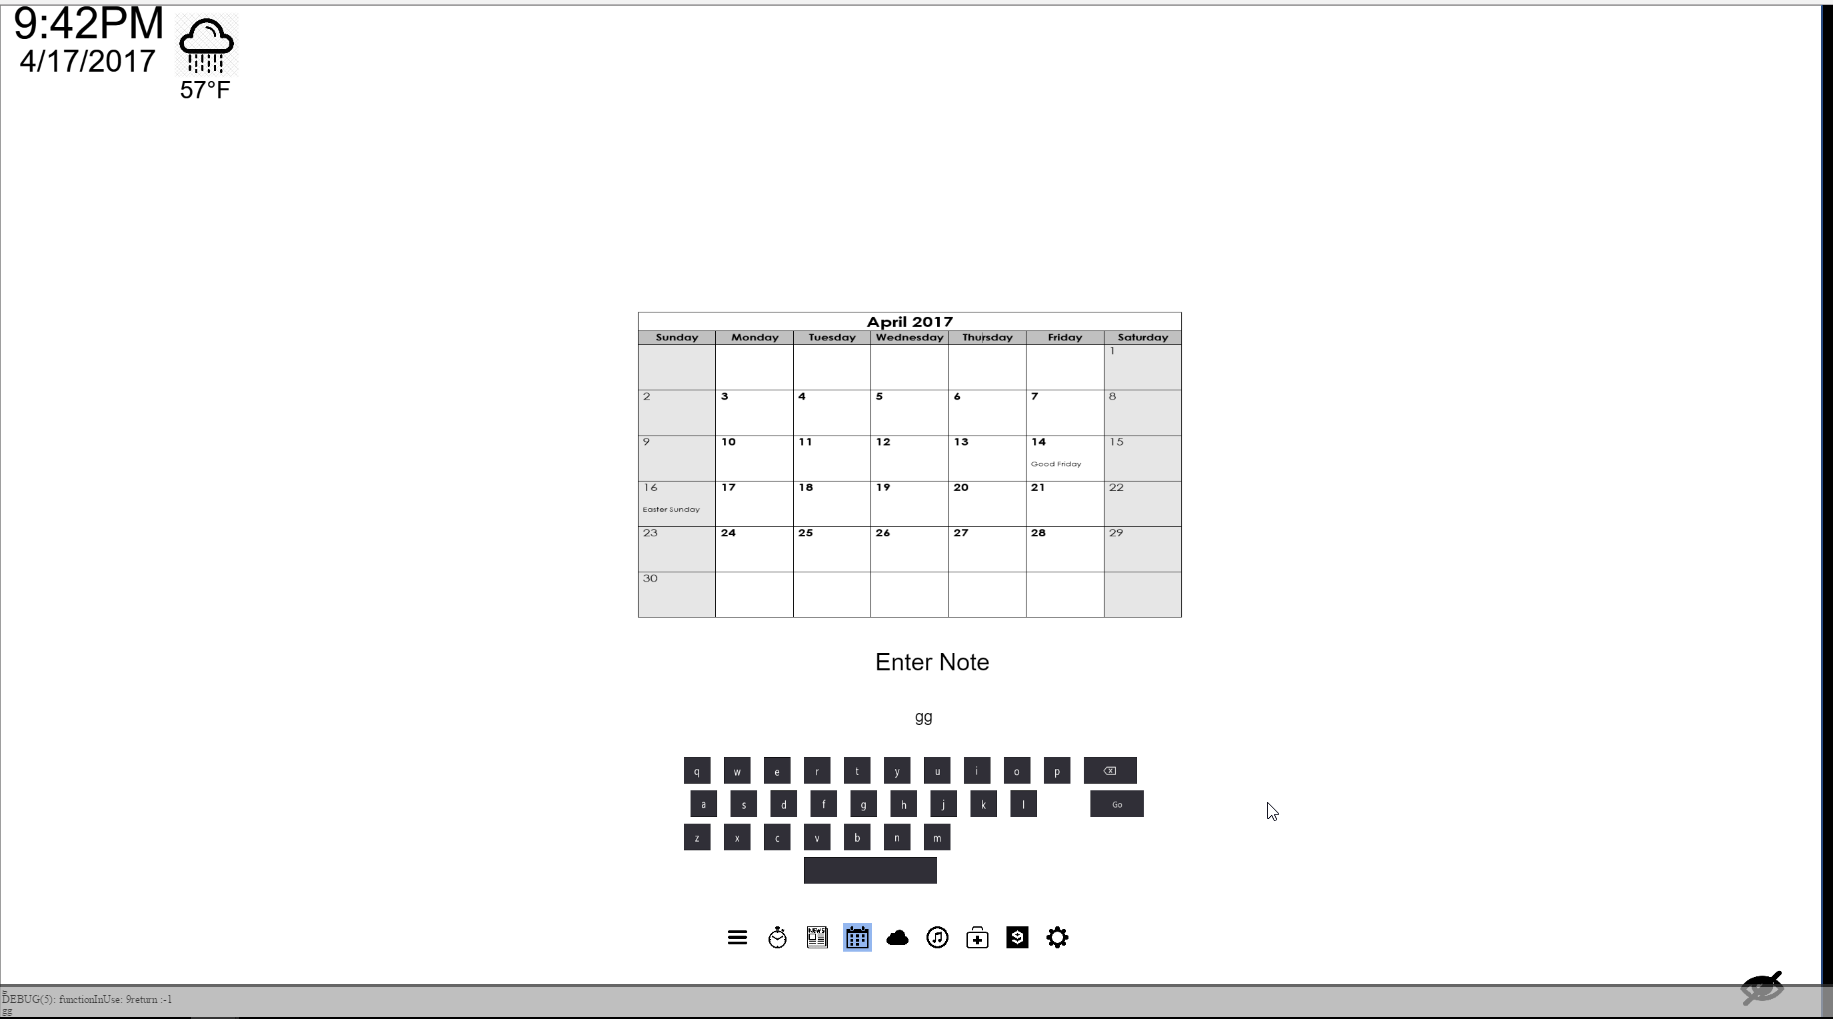 9:42PM
4/17/2017
57°F
April 2017
Sunday Monday Tuesday Wednesday Thursday Friday Saturday
1
2 3 4 5 6 7 8
9 10 11 12 13 14 15
Good Friday
16 17 18 19 20 21 22
Easter Sunday
23 24 25 26 27 28 29
30
Enter Note
gg
q w e r t y u i o p
a s d f g h j k l Go
z x c v b n m
NEWS
DEBUG(5): functionInUse: 9return :-1
gg